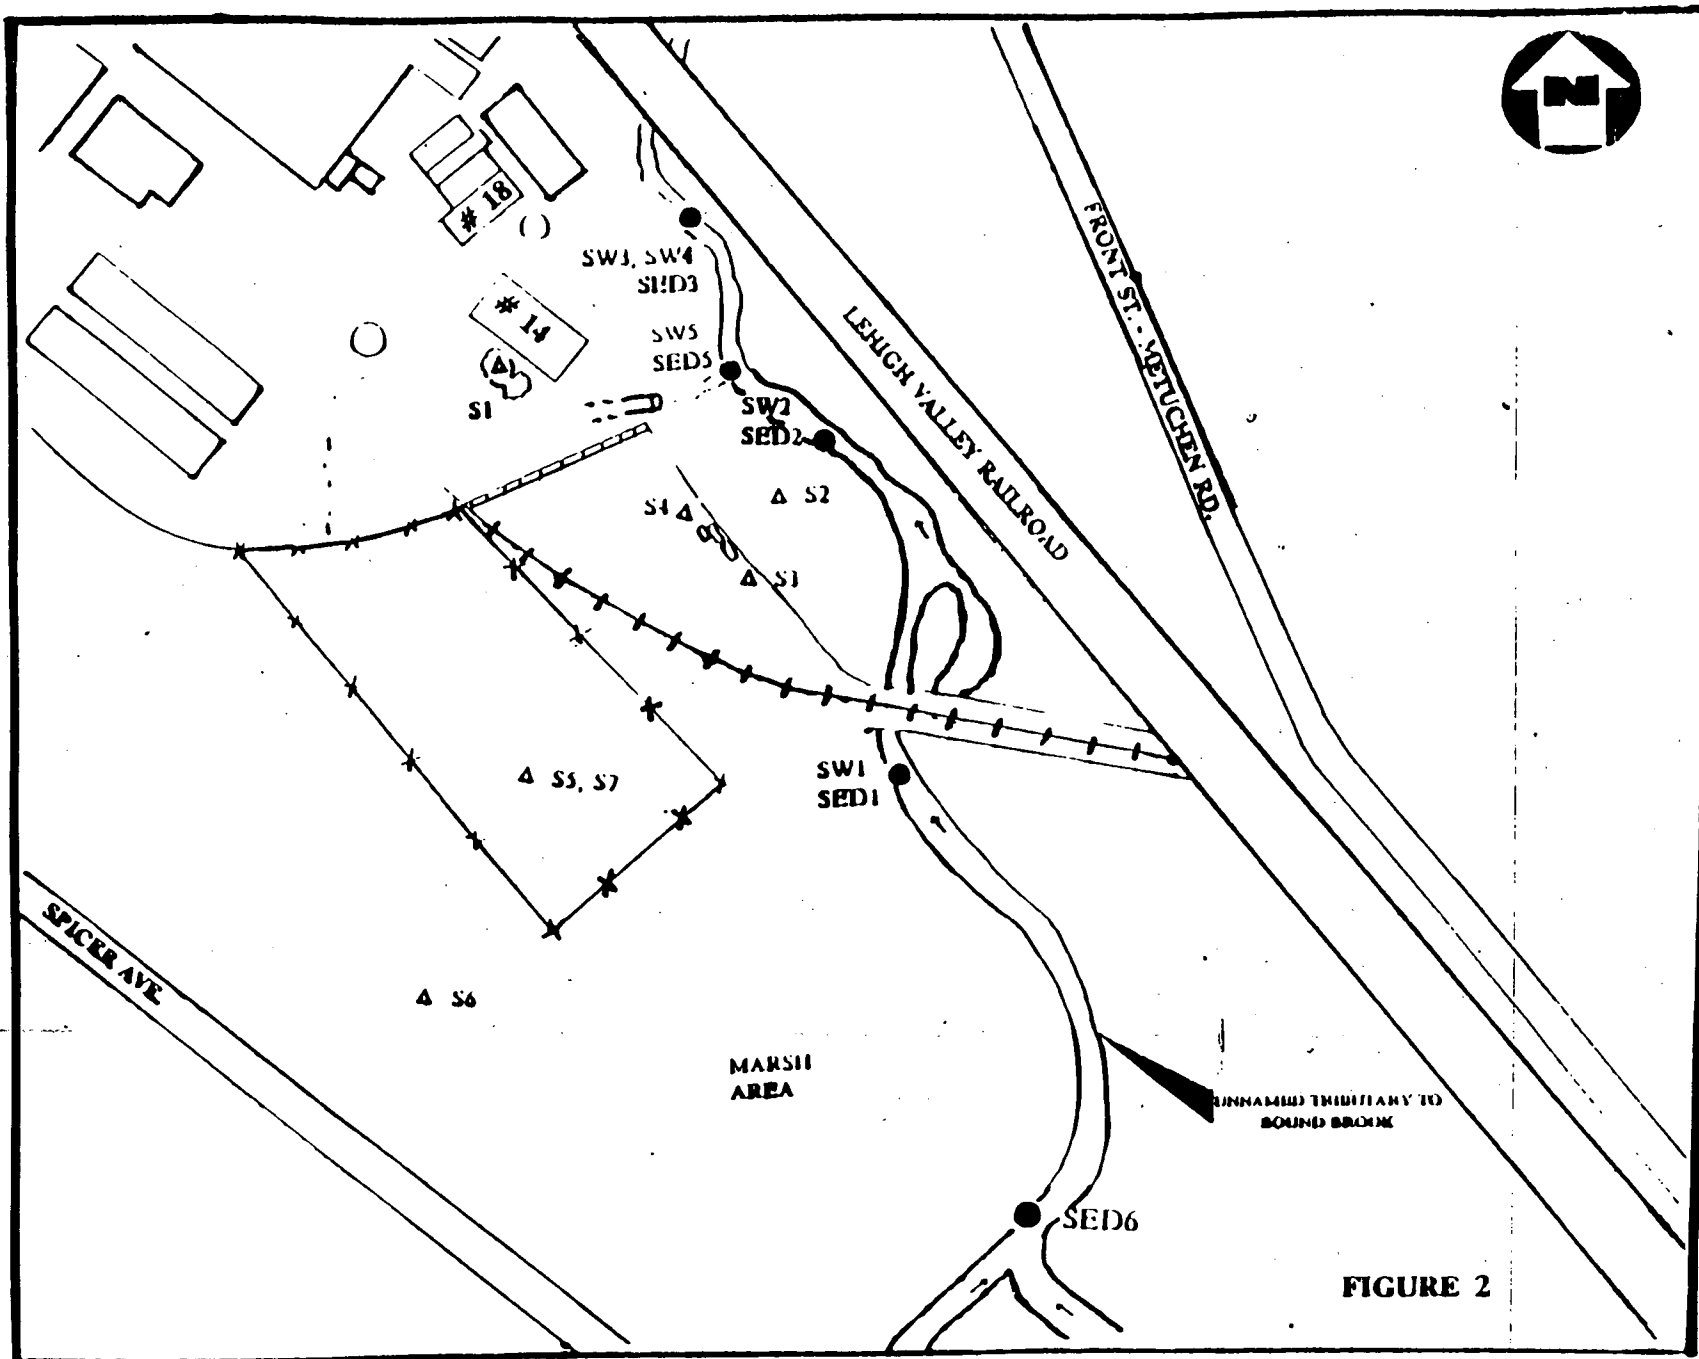 N
# 18
SW3, SW4
SED3
# 14
SW5
SED5
S1
SW2
SED2
FRONT ST. - METUCHEN RD.
LEHIGH VALLEY RAILROAD
S2
S4
S3
SW1
SED1
S5, S7
SPICER AVE.
S6
MARSH
AREA
UNNAMED TRIBUTARY TO
BOUND BROOK
SED6
FIGURE 2